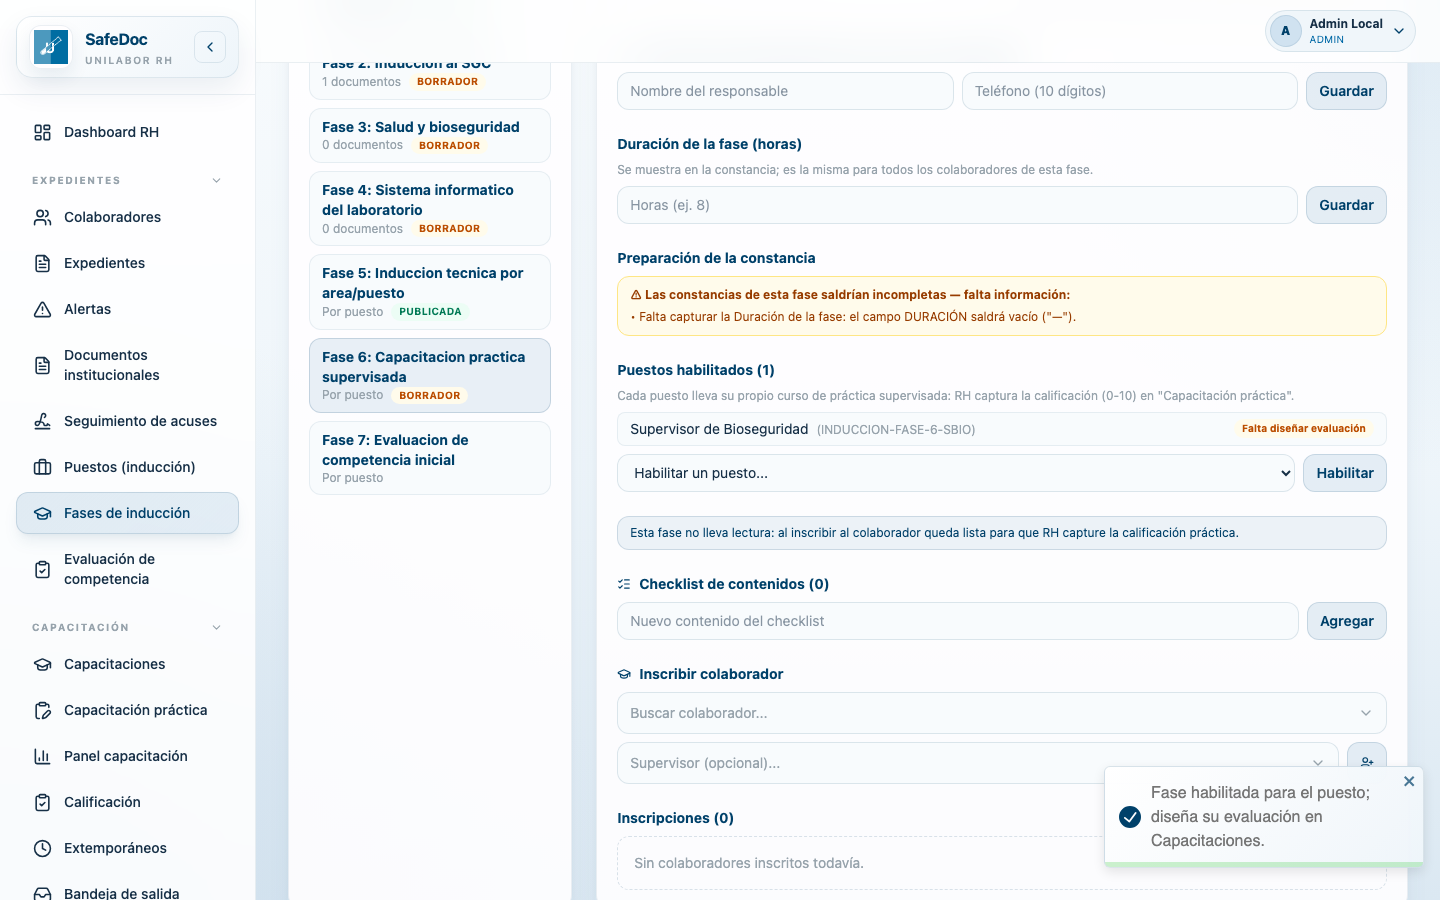 SafeDoc
UNILABOR RH
Dashboard RH
EXPEDIENTES
Colaboradores
Expedientes
Alertas
Documentos
institucionales
Seguimiento de acuses
Puestos (inducción)
Fases de inducción
Evaluación de
competencia
CAPACITACIÓN
Capacitaciones
Capacitación práctica
Panel capacitación
Calificación
Extemporáneos
Bandeja de salida
A
Admin Local
ADMIN
Fase 2: Induccion al SGC
1 documentos BORRADOR
Fase 3: Salud y bioseguridad
0 documentos BORRADOR
Fase 4: Sistema informatico
del laboratorio
0 documentos BORRADOR
Fase 5: Induccion tecnica por
area/puesto
Por puesto PUBLICADA
Fase 6: Capacitacion practica
supervisada
Por puesto BORRADOR
Fase 7: Evaluacion de
competencia inicial
Por puesto
Nombre del responsable Teléfono (10 dígitos) Guardar
Duración de la fase (horas)
Se muestra en la constancia; es la misma para todos los colaboradores de esta fase.
Horas (ej. 8) Guardar
Preparación de la constancia
⚠ Las constancias de esta fase saldrían incompletas — falta información:
• Falta capturar la Duración de la fase: el campo DURACIÓN saldrá vacío ("—").
Puestos habilitados (1)
Cada puesto lleva su propio curso de práctica supervisada: RH captura la calificación (0-10) en "Capacitación práctica".
Supervisor de Bioseguridad (INDUCCION-FASE-6-SBIO) Falta diseñar evaluación
Habilitar un puesto... Habilitar
Esta fase no lleva lectura: al inscribir al colaborador queda lista para que RH capture la calificación práctica.
Checklist de contenidos (0)
Nuevo contenido del checklist Agregar
Inscribir colaborador
Buscar colaborador...
Supervisor (opcional)...
Inscripciones (0)
Sin colaboradores inscritos todavía.
Fase habilitada para el puesto;
diseña su evaluación en
Capacitaciones.